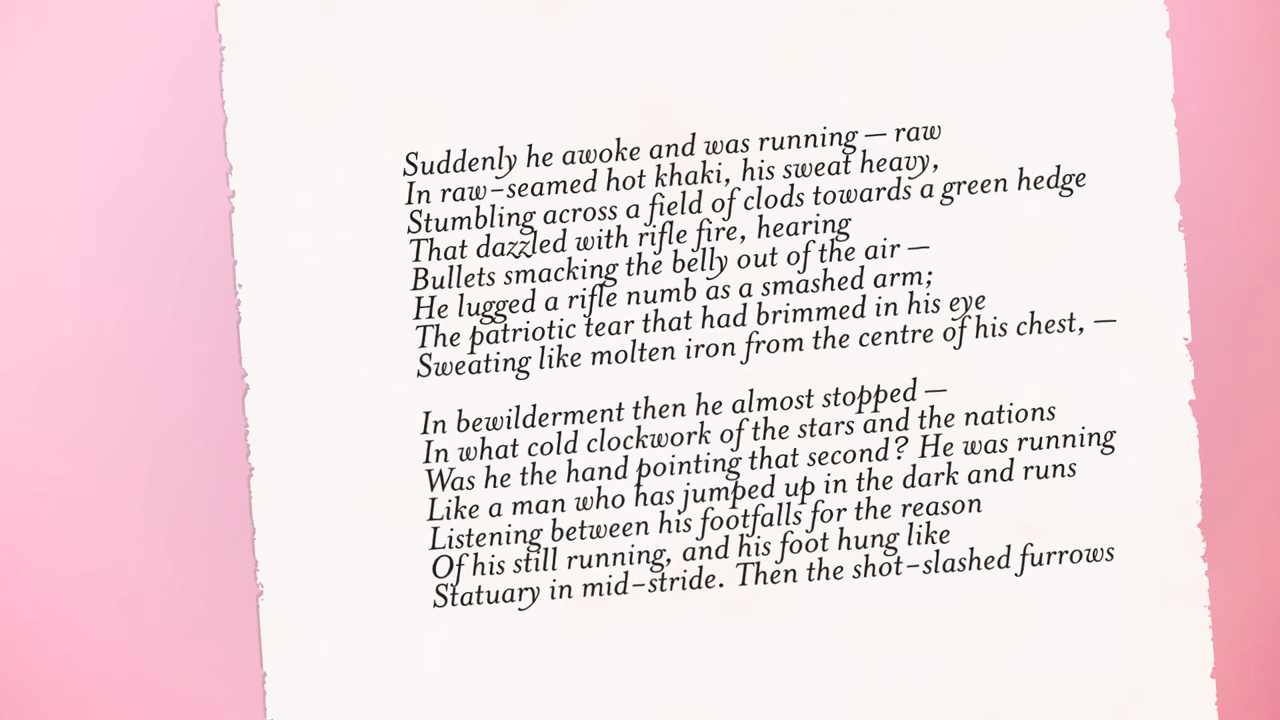 Suddenly he awoke and was running — raw
In raw-seamed hot khaki, his sweat heavy,
Stumbling across a field of clods towards a green hedge
That dazzled with rifle fire, hearing
Bullets smacking the belly out of the air —
He lugged a rifle numb as a smashed arm;
The patriotic tear that had brimmed in his eye
Sweating like molten iron from the centre of his chest, —

In bewilderment then he almost stopped —
In what cold clockwork of the stars and the nations
Was he the hand pointing that second? He was running
Like a man who has jumped up in the dark and runs
Listening between his footfalls for the reason
Of his still running, and his foot hung like
Statuary in mid-stride. Then the shot-slashed furrows